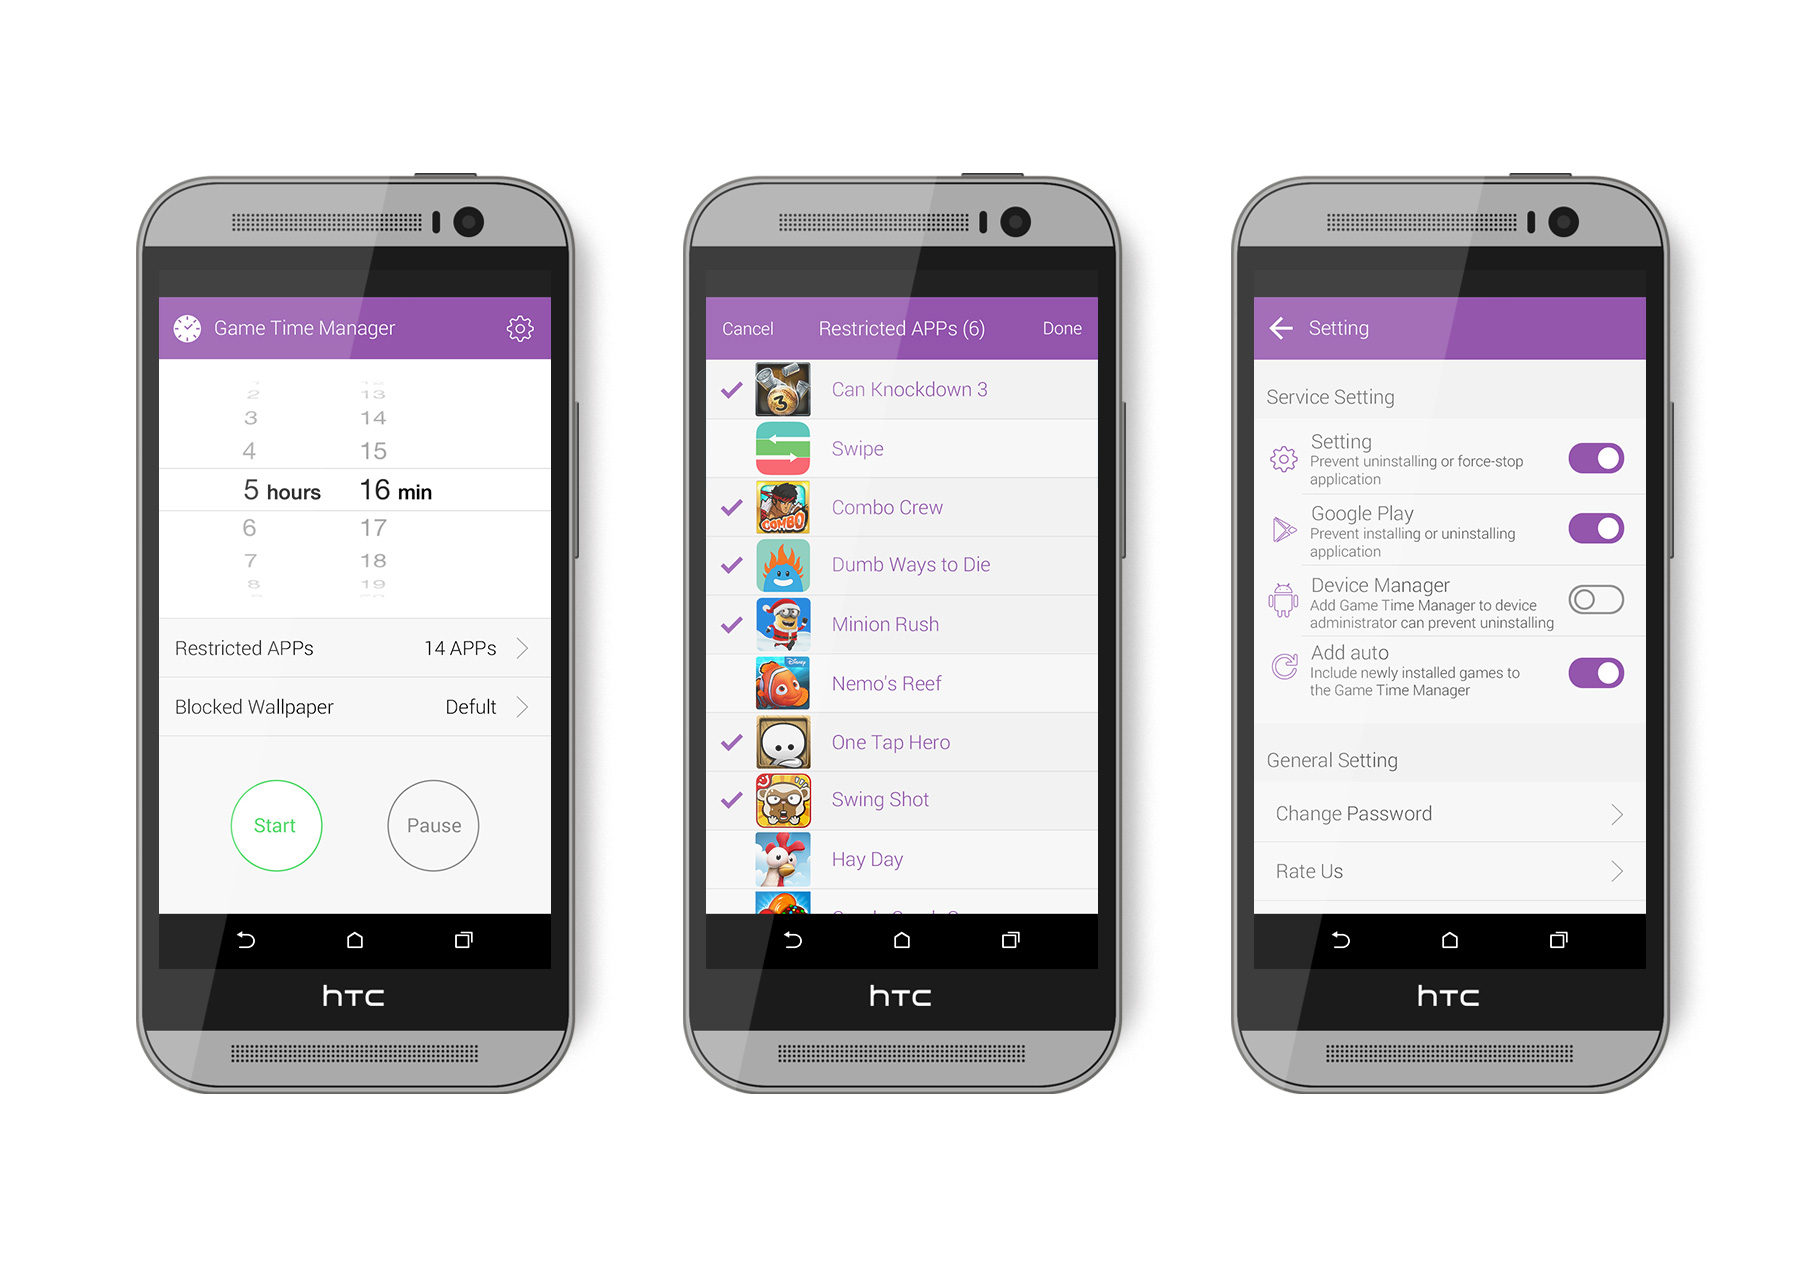 Game Time Manager
2 13
3 14
4 15
5 hours 16 min
6 17
7 18
8 19
Restricted APPs 14 APPs
Blocked Wallpaper Defult
Start Pause
hTC
Cancel Restricted APPs (6) Done
3
Can Knockdown 3
Swipe
COMBO
Combo Crew
Dumb Ways to Die
Minion Rush
Disney
Nemo's Reef
One Tap Hero
Swing Shot
Hay Day
hTC
Setting
Service Setting
Setting
Prevent uninstalling or force-stop
application
Google Play
Prevent installing or uninstalling
application
Device Manager
Add Game Time Manager to device
administrator can prevent uninstalling
Add auto
Include newly installed games to
the Game Time Manager
General Setting
Change Password
Rate Us
hTC